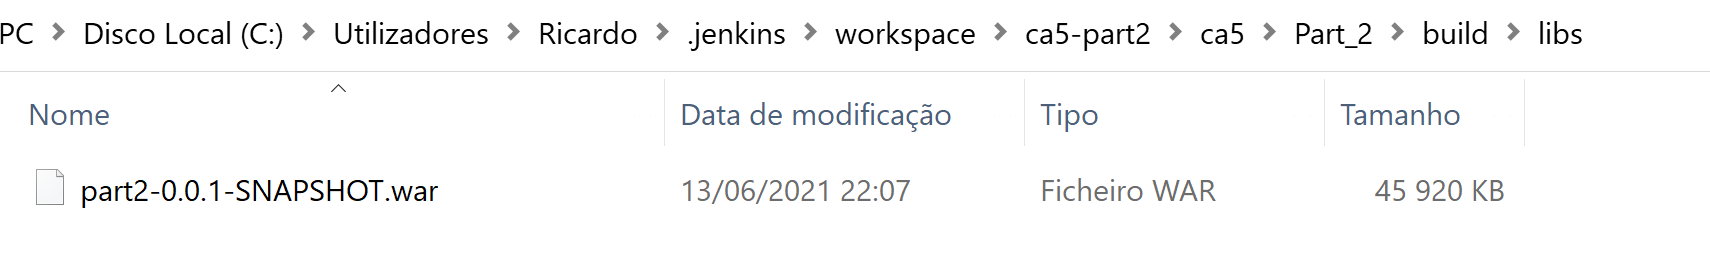 PC > Disco Local (C:) > Utilizadores > Ricardo > .jenkins > workspace > ca5-part2 > ca5 > Part_2 > build > libs
Nome Data de modificação Tipo Tamanho
part2-0.0.1-SNAPSHOT.war 13/06/2021 22:07 Ficheiro WAR 45 920 KB